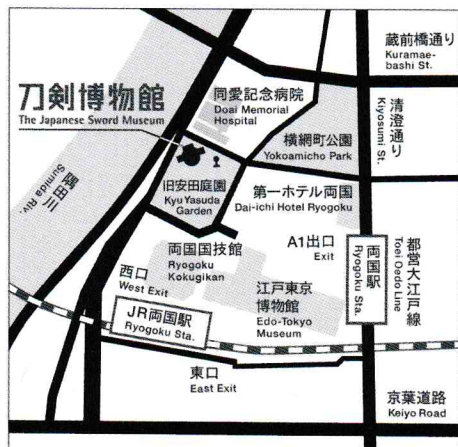 蔵前橋通り
Kuramae-
bashi St.
刀剣博物館
The Japanese Sword Museum
同愛記念病院
Doai Memorial
Hospital
清澄通り
Kiyosumi St.
横網町公園
Yokoamicho Park
隅田川
Sumida Riv.
旧安田庭園
Kyu Yasuda
Garden
第一ホテル両国
Dai-ichi Hotel Ryogoku
両国国技館
Ryogoku
Kokugikan
A1出口
Exit
両国駅
Ryogoku Sta.
都営大江戸線
Toei Oedo Line
西口
West Exit
江戸東京
博物館
Edo-Tokyo
Museum
JR両国駅
Ryogoku Sta.
東口
East Exit
京葉道路
Keiyo Road